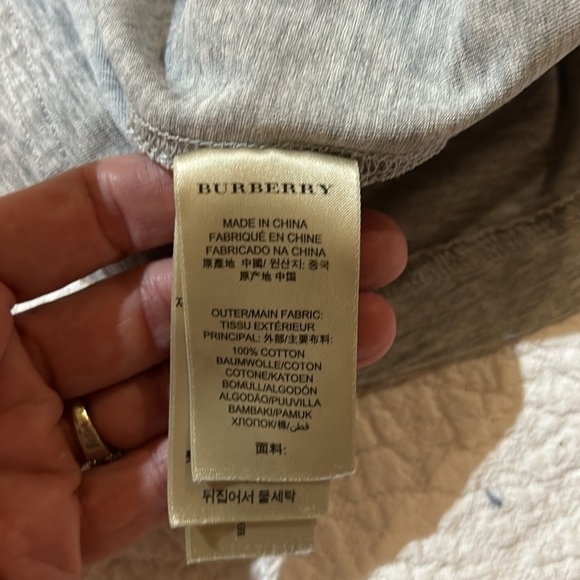 BURBERRY
MADE IN CHINA
FABRIQUÉ EN CHINE
FABRICADO NA CHINA
原產地 中國/ 원산지: 중국
原产地 中国
OUTER/MAIN FABRIC:
TISSU EXTÉRIEUR
PRINCIPAL: 外部/主要布料:
100% COTTON
BAUMWOLLE/COTON
COTONE/KATOEN
BOMULL/ALGODÓN
ALGODÃO/PUUVILLA
BAMBAKI/PAMUK
ХЛОПОК/棉/قطن/
面料:
뒤집어서 물세탁